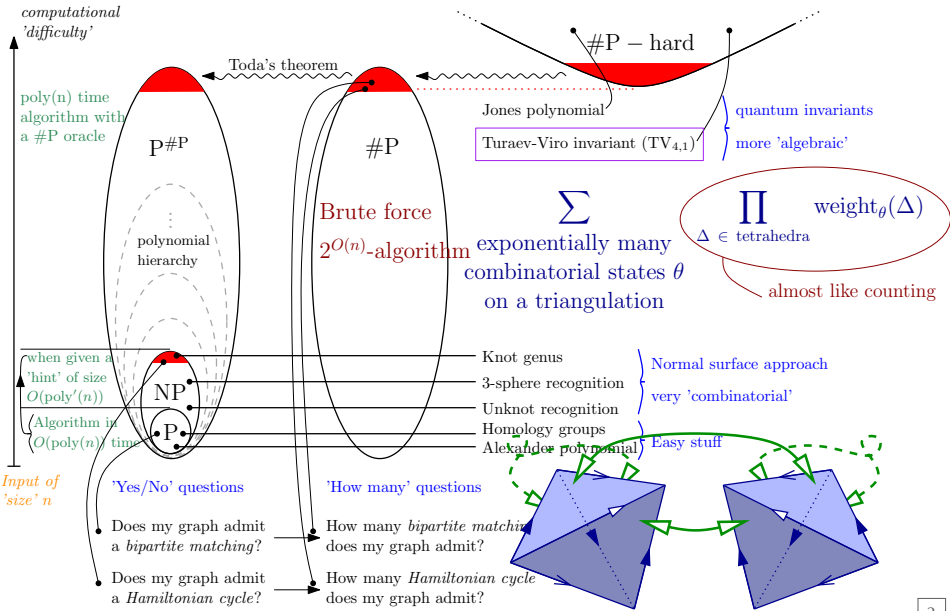 computational
'difficulty'
#P − hard
Toda's theorem
poly(n) time
algorithm with
a #P oracle
P^#P
#P
Jones polynomial
Turaev-Viro invariant (TV₄,₁)
quantum invariants
more 'algebraic'
Brute force
2^O(n)-algorithm
⋮
polynomial
hierarchy
∑
exponentially many
combinatorial states θ
on a triangulation
∏ weight_θ(Δ)
Δ ∈ tetrahedra
almost like counting
when given a
'hint' of size
O(poly'(n))
NP
Algorithm in
O(poly(n)) time
P
Knot genus
3-sphere recognition
Unknot recognition
Homology groups
Alexander polynomial
Normal surface approach
very 'combinatorial'
Easy stuff
Input of
'size' n
'Yes/No' questions
'How many' questions
Does my graph admit
a bipartite matching?
How many bipartite matchin
does my graph admit?
Does my graph admit
a Hamiltonian cycle?
How many Hamiltonian cycle
does my graph admit?